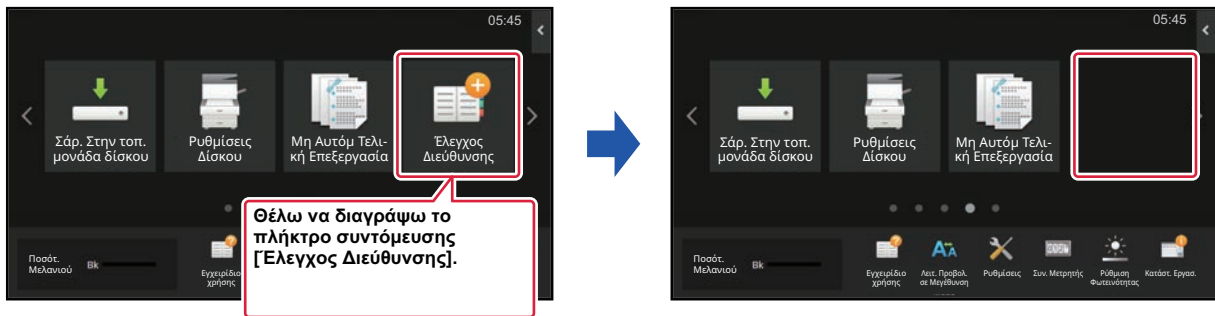 05:45
Σάρ. Στην τοπ.
μονάδα δίσκου
Ρυθμίσεις
Δίσκου
Μη Αυτόμ Τελι-
κή Επεξεργασία
Έλεγχος
Διεύθυνσης
Θέλω να διαγράψω το
πλήκτρο συντόμευσης
[Έλεγχος Διεύθυνσης].
Ποσότ.
Μελανιού
Bk
Εγχειρίδιο
χρήσης
05:45
Σάρ. Στην τοπ.
μονάδα δίσκου
Ρυθμίσεις
Δίσκου
Μη Αυτόμ Τελι-
κή Επεξεργασία
Ποσότ.
Μελανιού
Bk
Εγχειρίδιο
χρήσης
Λειτ. Προβολ.
σε Μεγέθυνση
Ρυθμίσεις
Συν. Μετρητής
Ρύθμιση
Φωτεινότητας
Κατάστ. Εργασ.